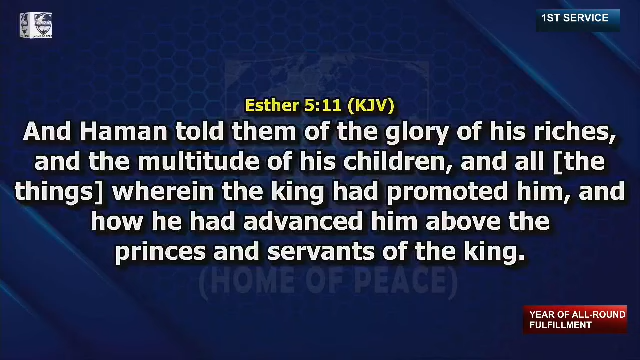 1ST SERVICE
Esther 5:11 (KJV)
And Haman told them of the glory of his riches,
and the multitude of his children, and all [the
things] wherein the king had promoted him, and
how he had advanced him above the
princes and servants of the king.
(HOME OF PEACE)
YEAR OF ALL-ROUND
FULFILLMENT